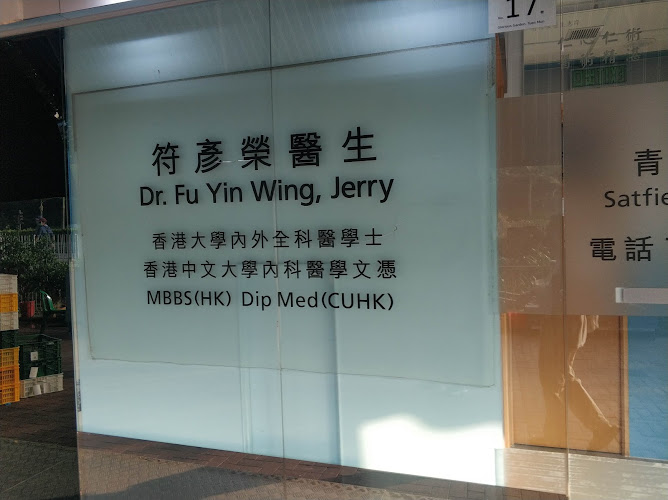 17
符彥榮醫生
Dr. Fu Yin Wing, Jerry
香港大學內外全科醫學士
香港中文大學內科醫學文憑
MBBS(HK) Dip Med(CUHK)
仁術
青
Satfie
電話